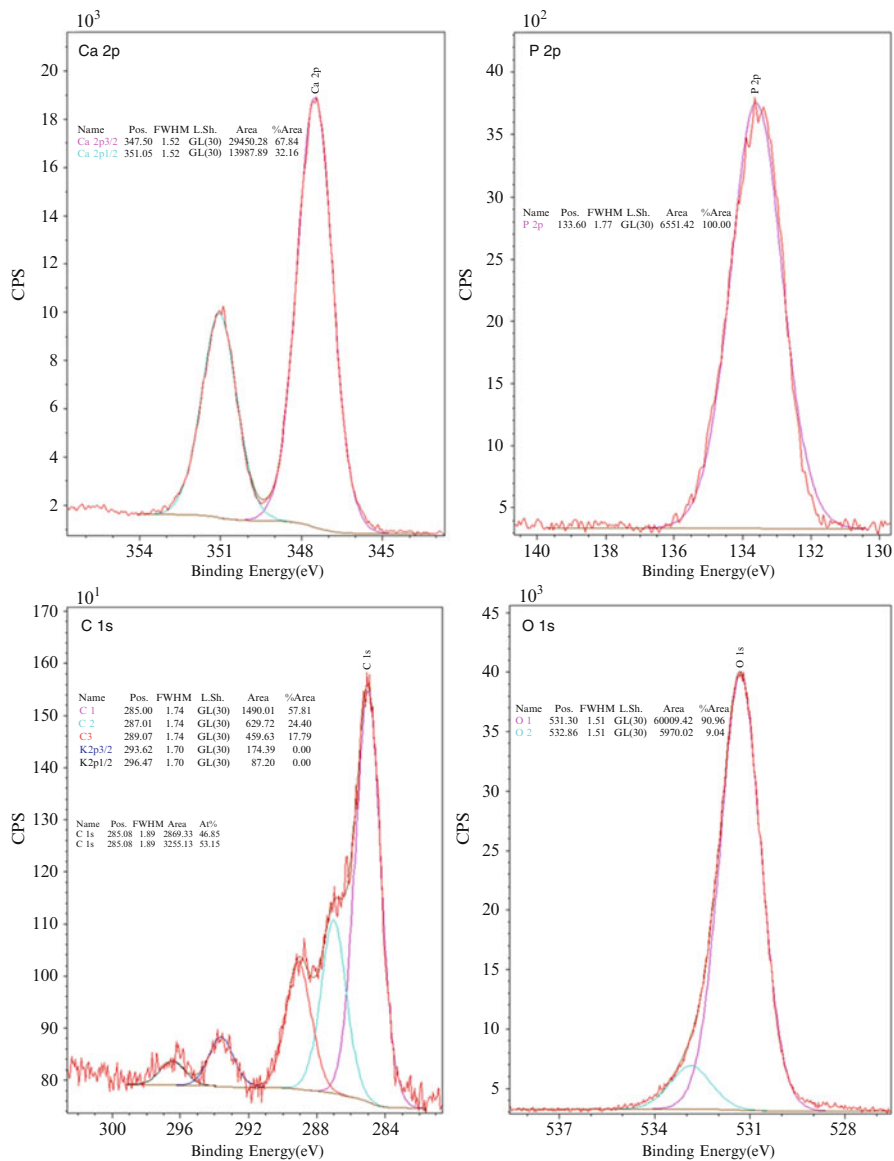 10³
Ca 2p
Ca 2p
20
18
16
14
12
10
8
6
4
2
CPS
Name Pos. FWHM L.Sh. Area %Area
Ca 2p3/2 347.50 1.52 GL(30) 29450.28 67.84
Ca 2p1/2 351.05 1.52 GL(30) 13987.89 32.16
354 351 348 345
Binding Energy(eV)
10²
P 2p
P 2p
40
35
30
25
20
15
10
5
CPS
Name Pos. FWHM L.Sh. Area %Area
P 2p 133.60 1.77 GL(30) 6551.42 100.00
140 138 136 134 132 130
Binding Energy(eV)
10¹
C 1s
C 1s
170
160
150
140
130
120
110
100
90
80
CPS
Name Pos. FWHM L.Sh. Area %Area
C 1 285.00 1.74 GL(30) 1490.01 57.81
C 2 287.01 1.74 GL(30) 629.72 24.40
C3 289.07 1.74 GL(30) 459.63 17.79
K2p3/2 293.62 1.70 GL(30) 174.39 0.00
K2p1/2 296.47 1.70 GL(30) 87.20 0.00
Name Pos. FWHM Area At%
C 1s 285.08 1.89 2869.33 46.85
C 1s 285.08 1.89 3255.13 53.15
300 296 292 288 284
Binding Energy(eV)
10³
O 1s
O 1s
45
40
35
30
25
20
15
10
5
CPS
Name Pos. FWHM L.Sh. Area %Area
O 1 531.30 1.51 GL(30) 60009.42 90.96
O 2 532.86 1.51 GL(30) 5970.02 9.04
537 534 531 528
Binding Energy(eV)